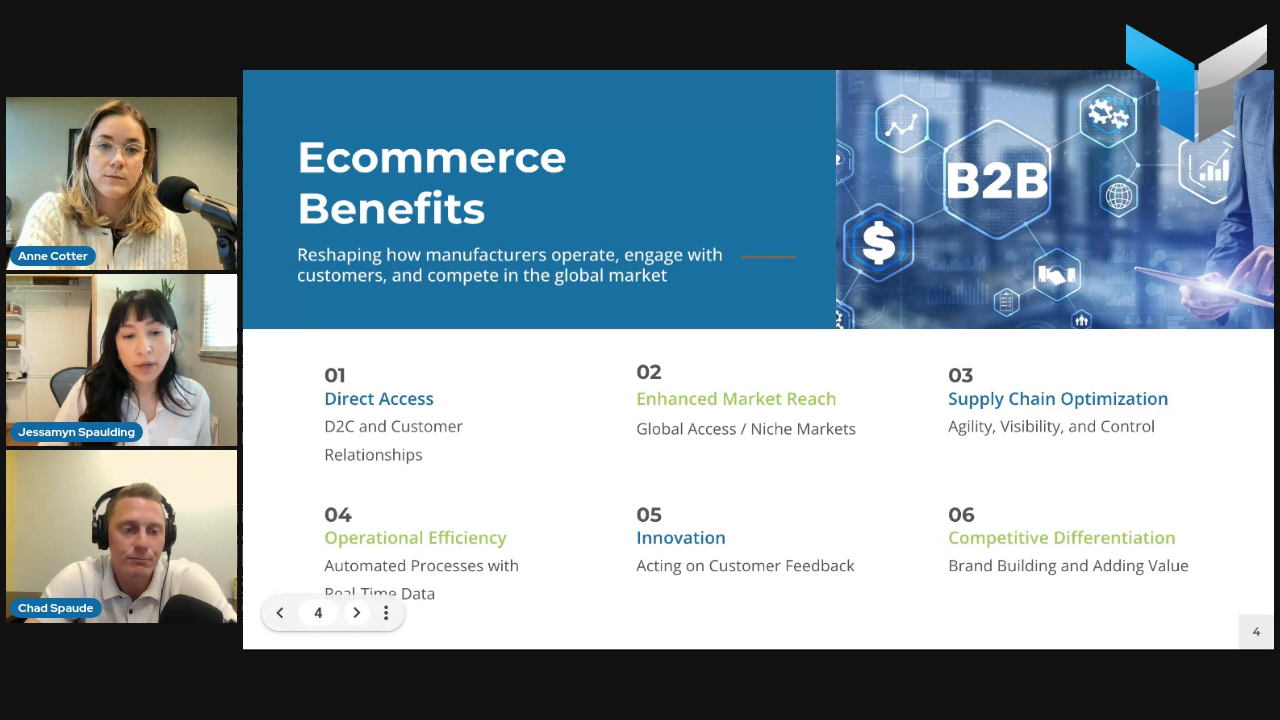 Anne Cotter
Jessamyn Spaulding
Chad Spaude
Ecommerce
Benefits
Reshaping how manufacturers operate, engage with
customers, and compete in the global market
B2B
$
01
Direct Access
D2C and Customer
Relationships
02
Enhanced Market Reach
Global Access / Niche Markets
03
Supply Chain Optimization
Agility, Visibility, and Control
04
Operational Efficiency
Automated Processes with
Real-Time Data
05
Innovation
Acting on Customer Feedback
06
Competitive Differentiation
Brand Building and Adding Value
4
4